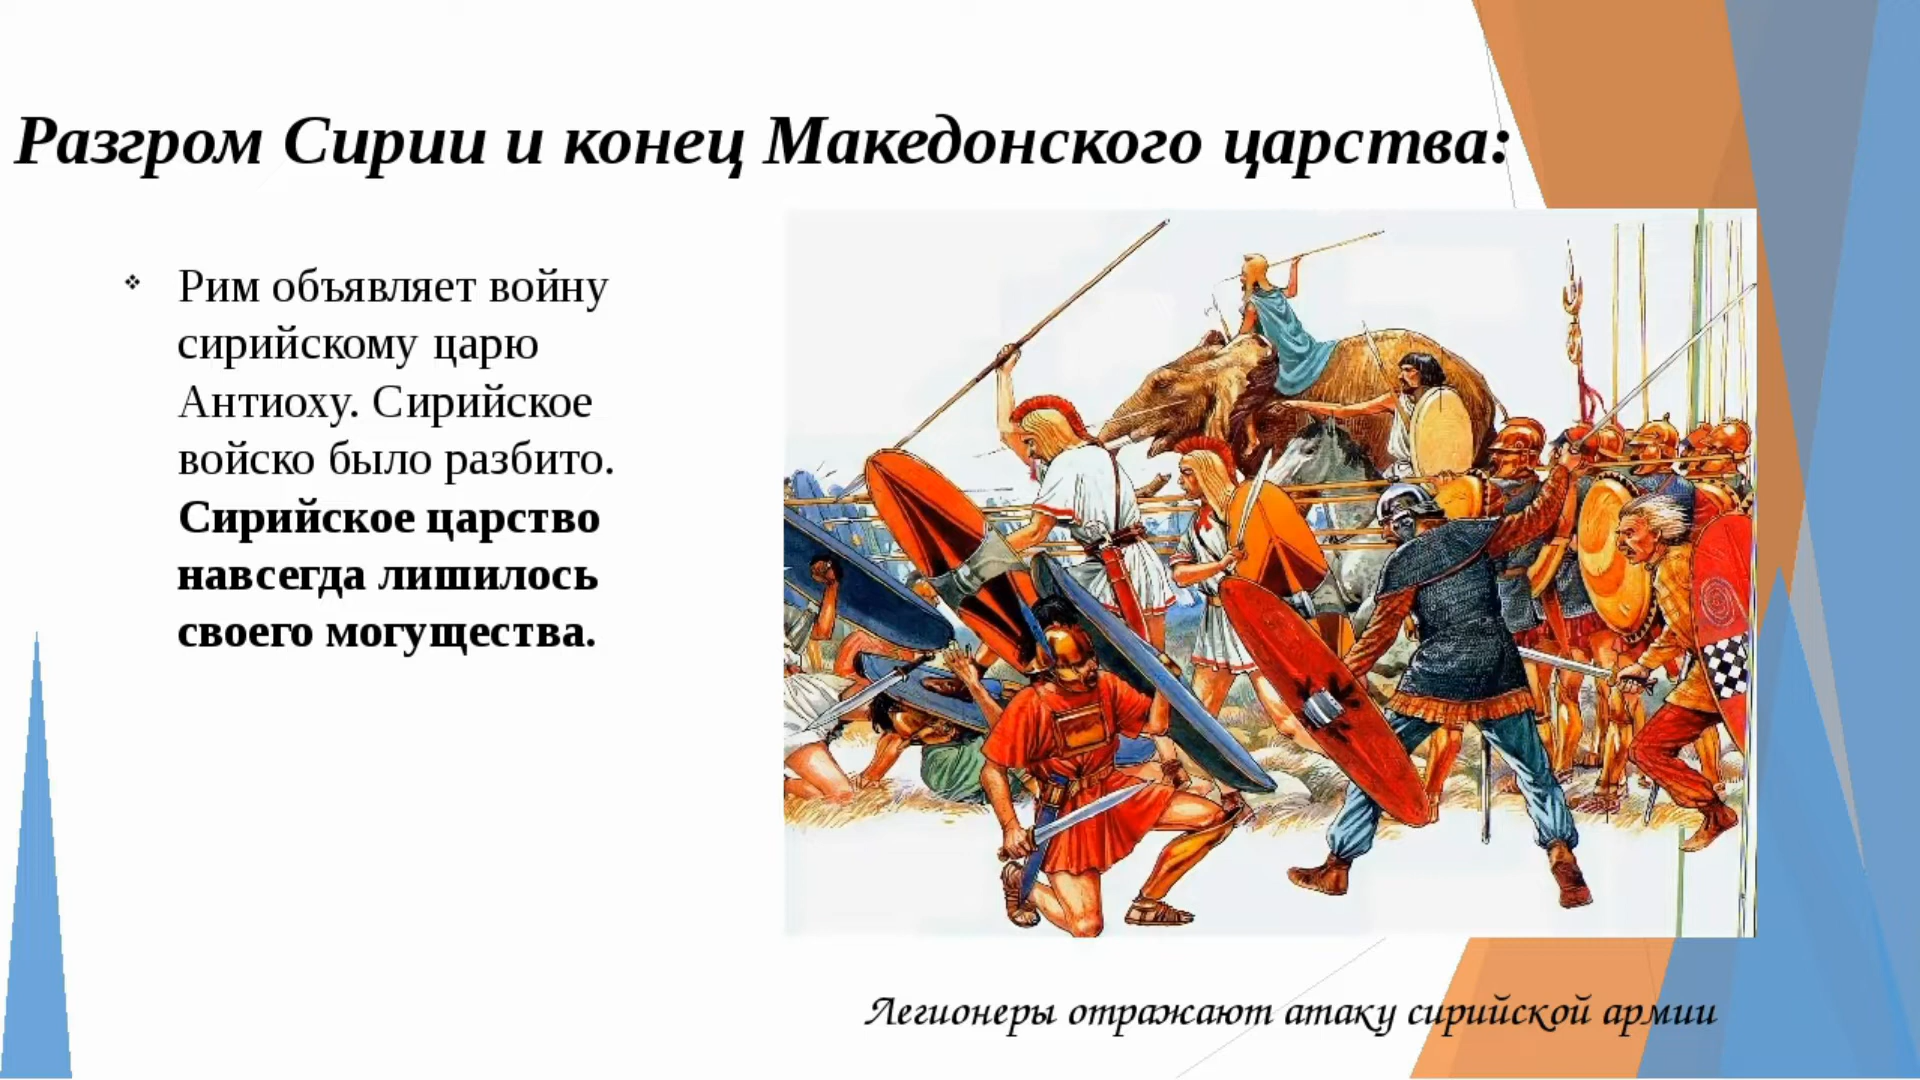 Разгром Сирии и конец Македонского царства:
Рим объявляет войну
сирийскому царю
Антиоху. Сирийское
войско было разбито.
Сирийское царство
навсегда лишилось
своего могущества.
Легионеры отражают атаку сирийской армии